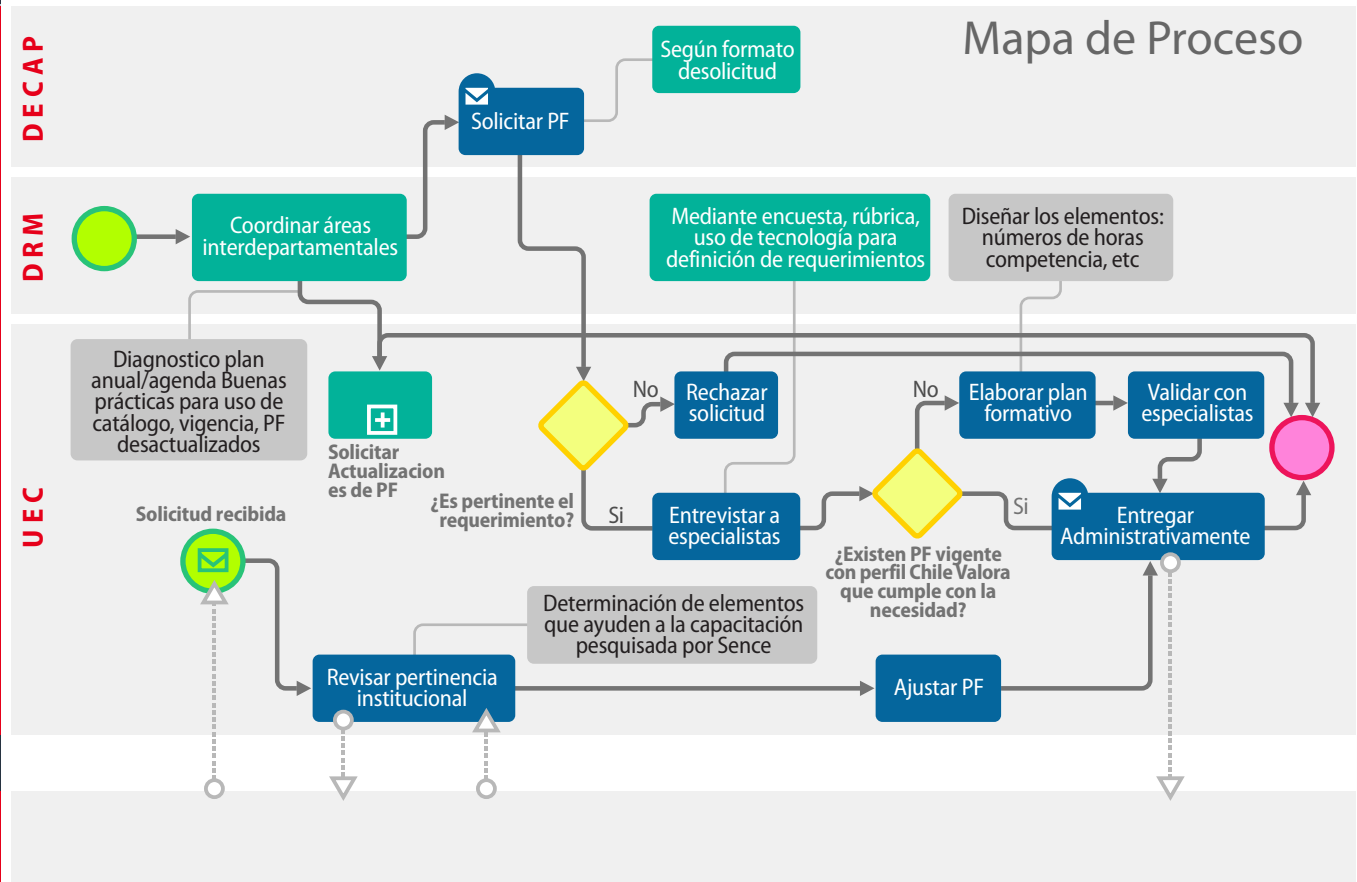 Mapa de Proceso
DECAP
Según formato
desolicitud
Solicitar PF
DRM
Coordinar áreas
interdepartamentales
Mediante encuesta, rúbrica,
uso de tecnología para
definición de requerimientos
Diseñar los elementos:
números de horas
competencia, etc
UEC
Diagnostico plan
anual/agenda Buenas
prácticas para uso de
catálogo, vigencia, PF
desactualizados
Solicitar
Actualizacion
es de PF
¿Es pertinente el
requerimiento?
No
Rechazar
solicitud
Si
Entrevistar a
especialistas
No
Elaborar plan
formativo
Validar con
especialistas
¿Existen PF vigente
con perfil Chile Valora
que cumple con la
necesidad?
Si
Entregar
Administrativamente
Solicitud recibida
Determinación de elementos
que ayuden a la capacitación
pesquisada por Sence
Revisar pertinencia
institucional
Ajustar PF